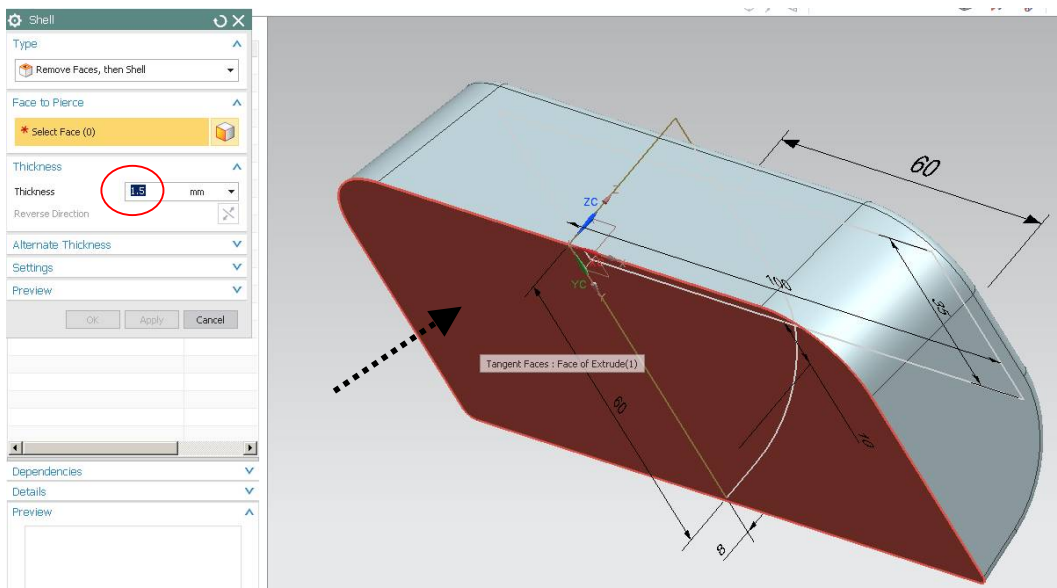 Shell
Type
Remove Faces, then Shell
Face to Pierce
* Select Face (0)
Thickness
Thickness 1.5 mm
Reverse Direction
Alternate Thickness
Settings
Preview
OK Apply Cancel
Dependencies
Details
Preview
60
ZC
Z
X
YC
Y
100
35
Tangent Faces : Face of Extrude(1)
60
10
8